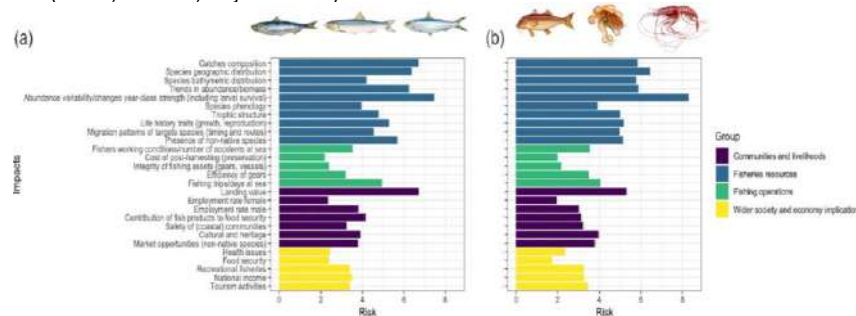 (a)
(b)
Catches composition
Species geographic distribution
Species bathymetric distribution
Trends in abundance/biomass
Abundance variability/changes year-class strength (including larval survival)
Species phenology
Trophic structure
Life history traits (growth, reproduction)
Migration patterns of targets species (timing and routes)
Presence of non-native species
Fishers working conditions/number of accidents at sea
Cost of post-harvesting (preservation)
Integrity of fishing assets (gears, vessels)
Efficiency of gears
Fishing trips/days at sea
Landing value
Employment rate female
Employment rate male
Contribution of fish products to food security
Safety of (coastal) communities
Cultural and heritage
Market opportunities (non-native species)
Health issues
Food security
Recreational fisheries
National income
Tourism activities
Impacts
0 2 4 6 8
Risk
0 2 4 6 8
Risk
Group
Communities and livelihoods
Fisheries resources
Fishing operations
Wider society and economy implication